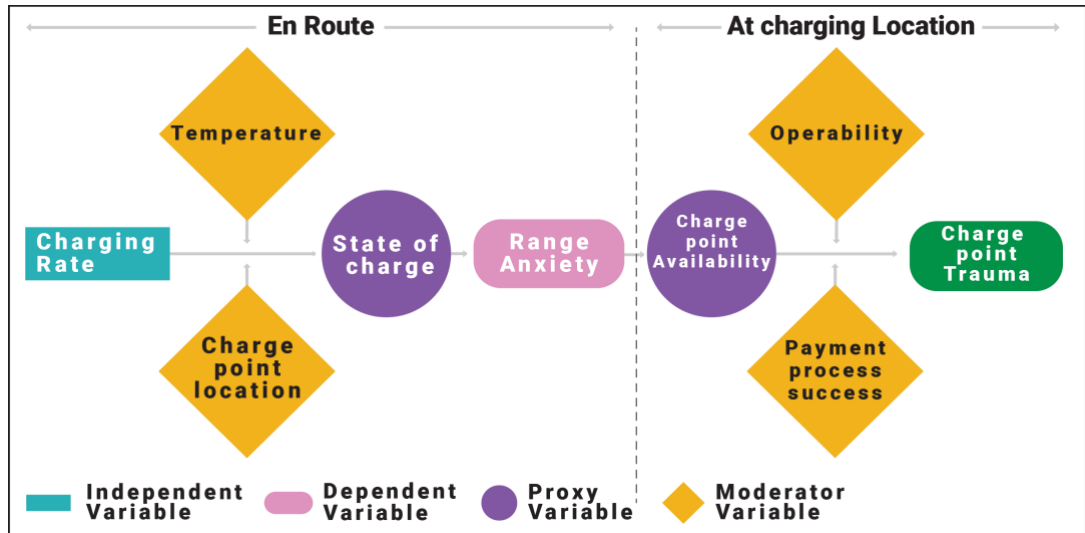 En Route
At charging Location
Temperature
Operability
Charging
Rate
State of
charge
Range
Anxiety
Charge
point
Availability
Charge
point
Trauma
Charge
point
location
Payment
process
success
Independent
Variable
Dependent
Variable
Proxy
Variable
Moderator
Variable